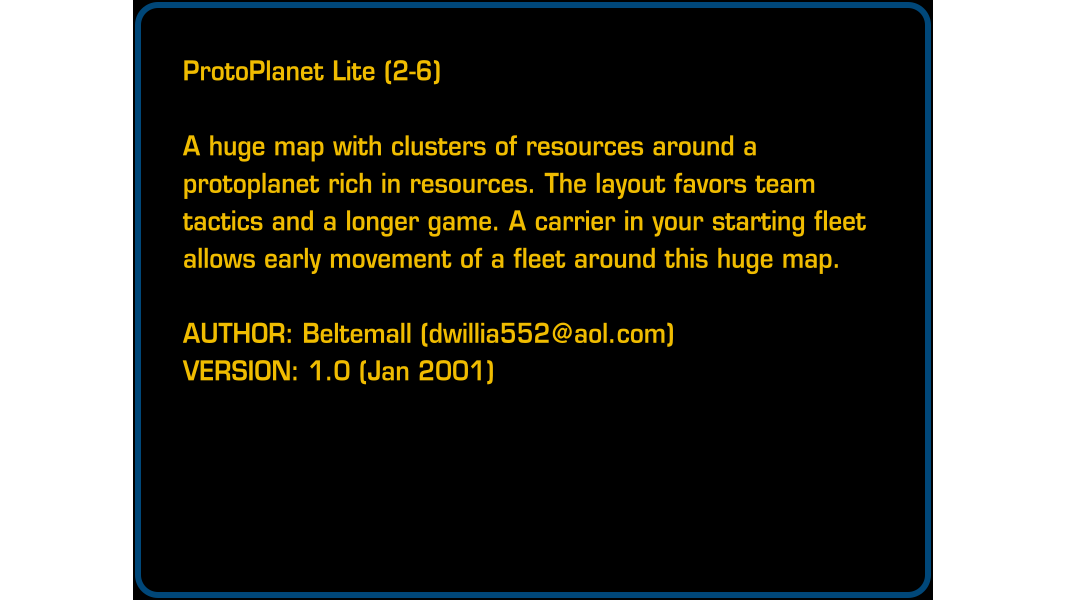 ProtoPlanet Lite (2-6)
A huge map with clusters of resources around a
protoplanet rich in resources. The layout favors team
tactics and a longer game. A carrier in your starting fleet
allows early movement of a fleet around this huge map.
AUTHOR: Beltemall (dwillia552@aol.com)
VERSION: 1.0 (Jan 2001)